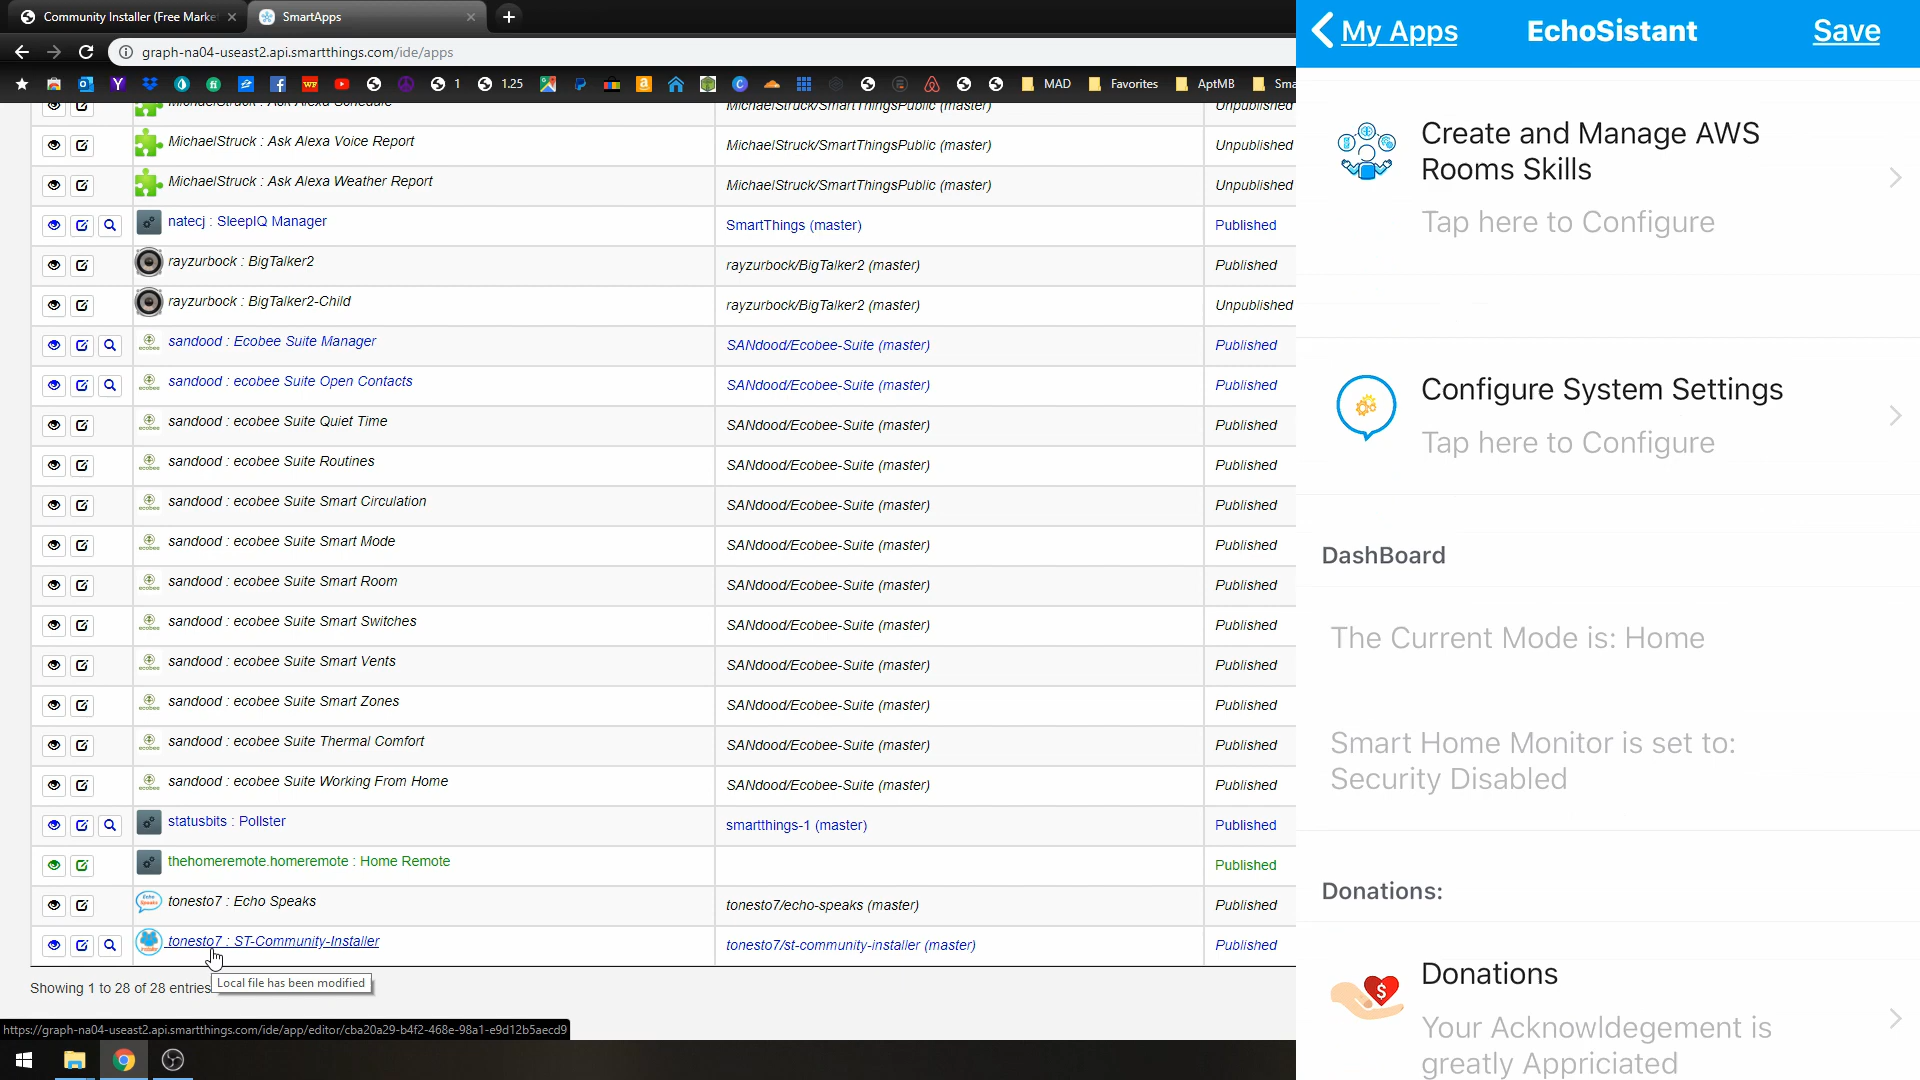 Community Installer (Free Marke
SmartApps
graph-na04-useast2.api.smartthings.com/ide/apps
1
1.25
MAD
Favorites
AptMB
Sma
MichaelStruck : Ask Alexa Schedule
MichaelStruck/SmartThingsPublic (master)
Unpublished
MichaelStruck : Ask Alexa Voice Report
MichaelStruck/SmartThingsPublic (master)
Unpublished
MichaelStruck : Ask Alexa Weather Report
MichaelStruck/SmartThingsPublic (master)
Unpublished
natecj : SleepIQ Manager
SmartThings (master)
Published
rayzurbock : BigTalker2
rayzurbock/BigTalker2 (master)
Published
rayzurbock : BigTalker2-Child
rayzurbock/BigTalker2 (master)
Unpublished
sandood : Ecobee Suite Manager
SANdood/Ecobee-Suite (master)
Published
sandood : ecobee Suite Open Contacts
SANdood/Ecobee-Suite (master)
Published
sandood : ecobee Suite Quiet Time
SANdood/Ecobee-Suite (master)
Published
sandood : ecobee Suite Routines
SANdood/Ecobee-Suite (master)
Published
sandood : ecobee Suite Smart Circulation
SANdood/Ecobee-Suite (master)
Published
sandood : ecobee Suite Smart Mode
SANdood/Ecobee-Suite (master)
Published
sandood : ecobee Suite Smart Room
SANdood/Ecobee-Suite (master)
Published
sandood : ecobee Suite Smart Switches
SANdood/Ecobee-Suite (master)
Published
sandood : ecobee Suite Smart Vents
SANdood/Ecobee-Suite (master)
Published
sandood : ecobee Suite Smart Zones
SANdood/Ecobee-Suite (master)
Published
sandood : ecobee Suite Thermal Comfort
SANdood/Ecobee-Suite (master)
Published
sandood : ecobee Suite Working From Home
SANdood/Ecobee-Suite (master)
Published
statusbits : Pollster
smartthings-1 (master)
Published
thehomeremote.homeremote : Home Remote
Published
tonesto7 : Echo Speaks
tonesto7/echo-speaks (master)
Published
tonesto7 : ST-Community-Installer
tonesto7/st-community-installer (master)
Published
Showing 1 to 28 of 28 entries
Local file has been modified
https://graph-na04-useast2.api.smartthings.com/ide/app/editor/cba20a29-b4f2-468e-98a1-e9d12b5aecd9
My Apps
EchoSistant
Save
Create and Manage AWS
Rooms Skills
Tap here to Configure
Configure System Settings
Tap here to Configure
DashBoard
The Current Mode is: Home
Smart Home Monitor is set to:
Security Disabled
Donations:
Donations
Your Acknowldegement is
greatly Appriciated